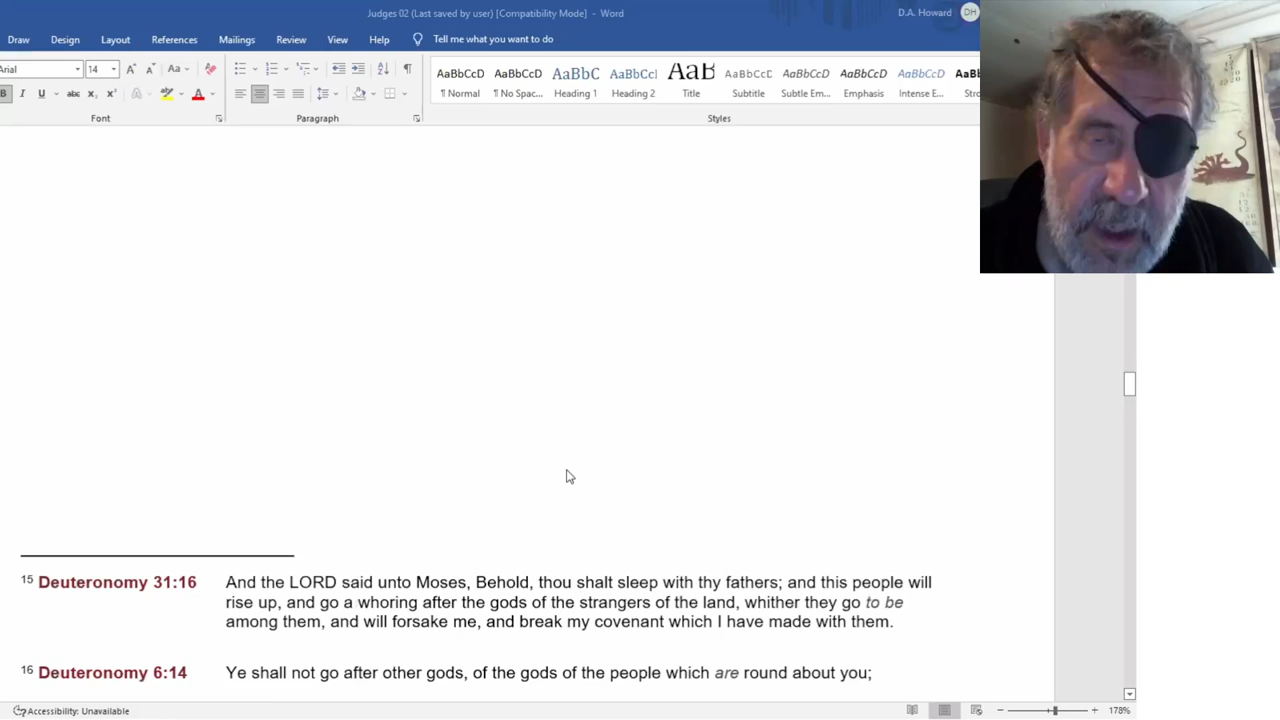 Judges 02 (Last saved by user) [Compatibility Mode] - Word
D.A. Howard DH
Draw Design Layout References Mailings Review View Help Tell me what you want to do
Arial 14 Aa
AaBbCcD AaBbCcD AaBbC AaBbCc AaB AaBbCcD AaBbCcD AaBbCcD AaBbCcD
¶ Normal ¶ No Spac... Heading 1 Heading 2 Title Subtitle Subtle Em... Emphasis Intense E...
Font Paragraph Styles
15 Deuteronomy 31:16 And the LORD said unto Moses, Behold, thou shalt sleep with thy fathers; and this people will
rise up, and go a whoring after the gods of the strangers of the land, whither they go to be
among them, and will forsake me, and break my covenant which I have made with them.
16 Deuteronomy 6:14 Ye shall not go after other gods, of the gods of the people which are round about you;
Accessibility: Unavailable 178%